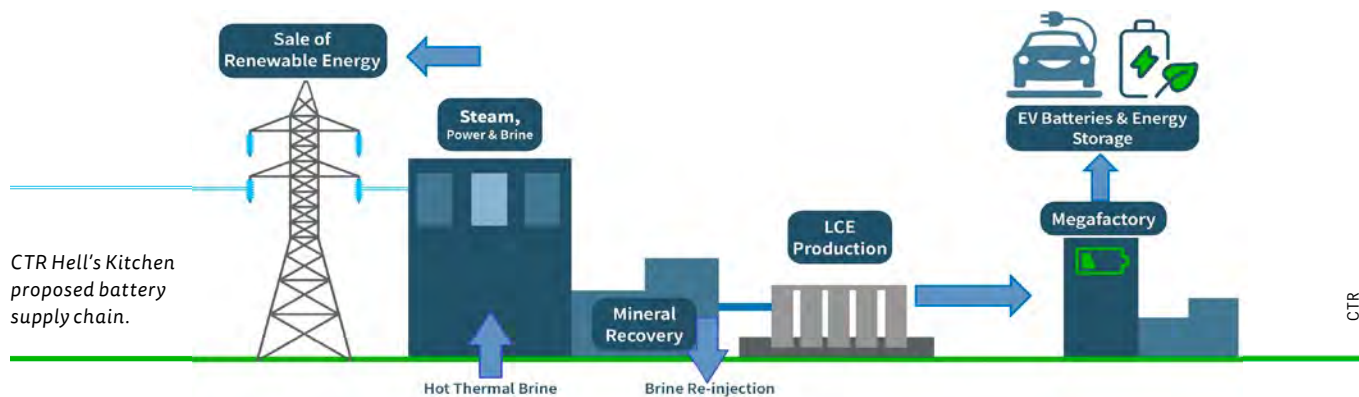 Sale of
Renewable Energy
Steam,
Power & Brine
EV Batteries & Energy
Storage
LCE
Production
Megafactory
CTR Hell's Kitchen
proposed battery
supply chain.
Mineral
Recovery
CTR
Hot Thermal Brine
Brine Re-injection